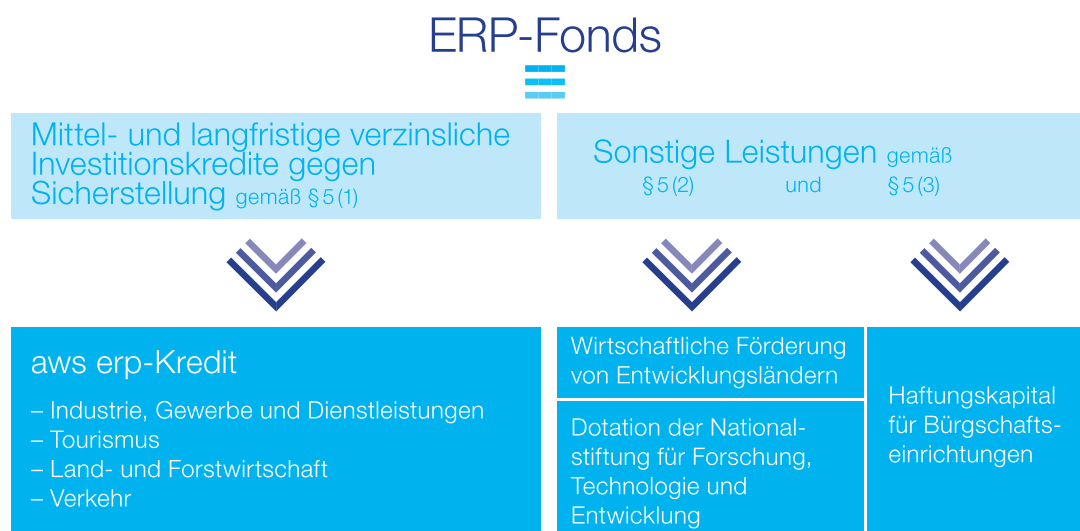 ERP-Fonds
Mittel- und langfristige verzinsliche
Investitionskredite gegen
Sicherstellung gemäß § 5 (1)
Sonstige Leistungen gemäß
§ 5 (2) und § 5 (3)
aws erp-Kredit
– Industrie, Gewerbe und Dienstleistungen
– Tourismus
– Land- und Forstwirtschaft
– Verkehr
Wirtschaftliche Förderung
von Entwicklungsländern
Dotation der National-
stiftung für Forschung,
Technologie und
Entwicklung
Haftungskapital
für Bürgschafts-
einrichtungen